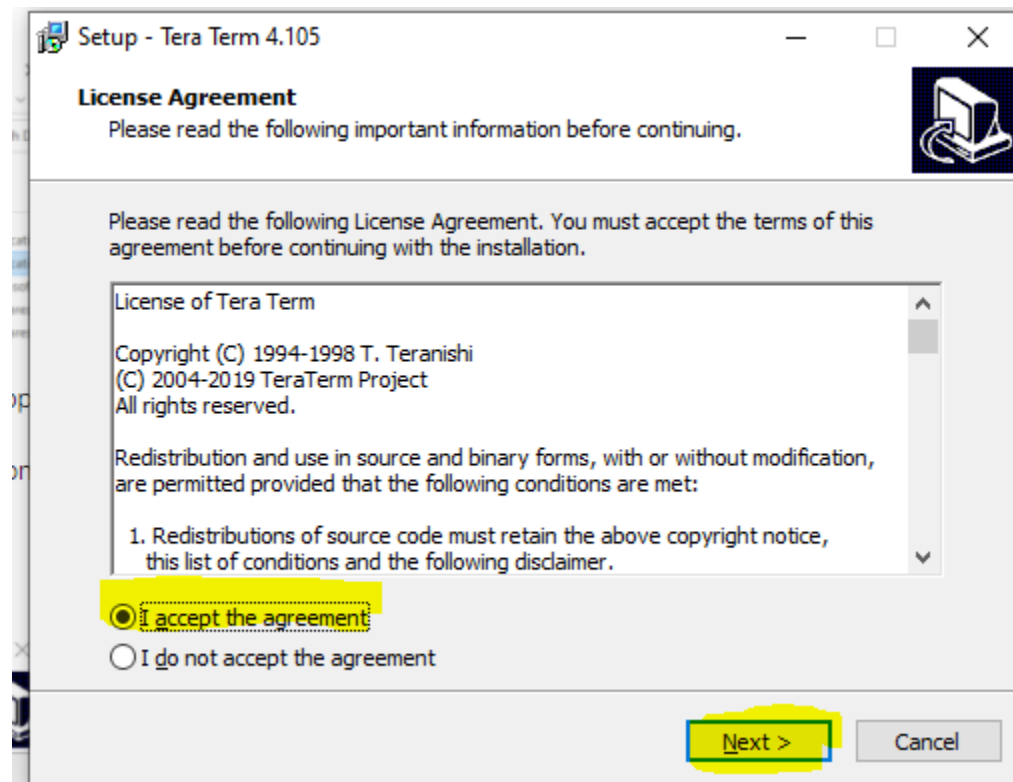 Setup - Tera Term 4.105
License Agreement
Please read the following important information before continuing.
Please read the following License Agreement. You must accept the terms of this
agreement before continuing with the installation.
License of Tera Term
Copyright (C) 1994-1998 T. Teranishi
(C) 2004-2019 TeraTerm Project
All rights reserved.
Redistribution and use in source and binary forms, with or without modification,
are permitted provided that the following conditions are met:
1. Redistributions of source code must retain the above copyright notice,
this list of conditions and the following disclaimer.
I accept the agreement
I do not accept the agreement
Next >
Cancel